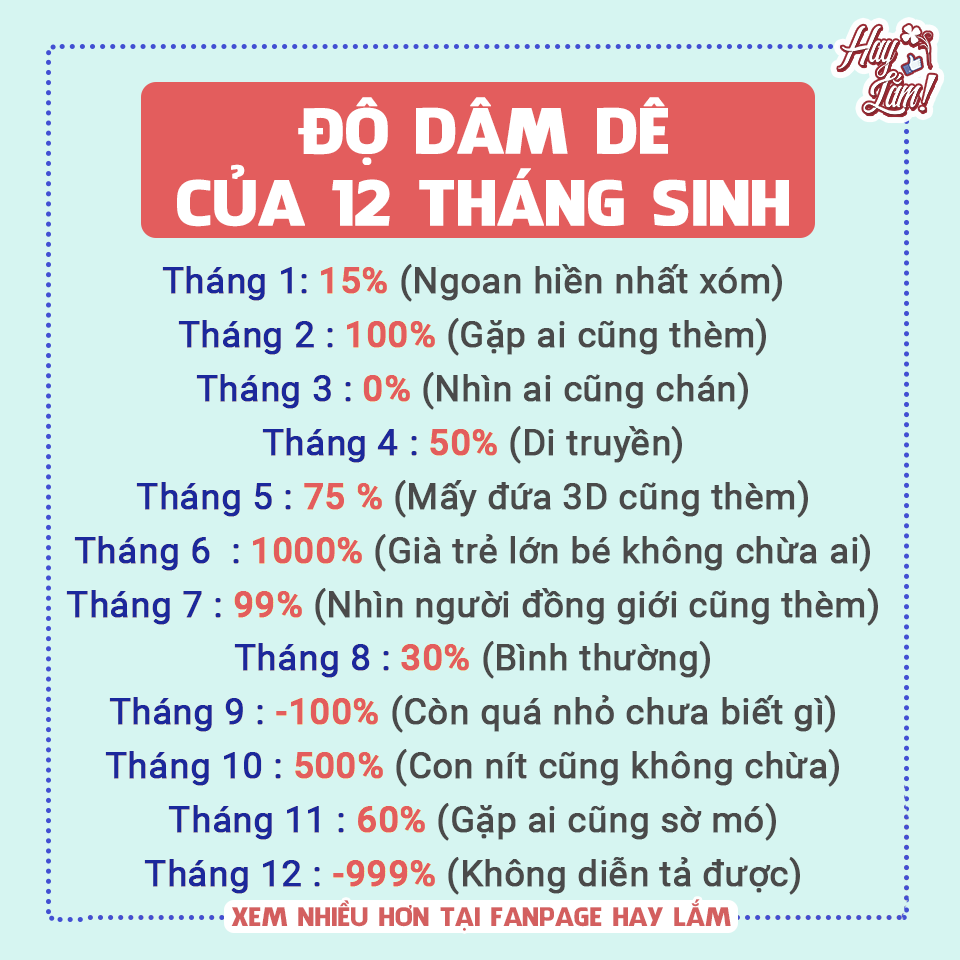 Hay Lắm!
ĐỘ DÂM DÊ
CỦA 12 THÁNG SINH
Tháng 1: 15% (Ngoan hiền nhất xóm)
Tháng 2 : 100% (Gặp ai cũng thèm)
Tháng 3 : 0% (Nhìn ai cũng chán)
Tháng 4 : 50% (Di truyền)
Tháng 5 : 75 % (Mấy đứa 3D cũng thèm)
Tháng 6 : 1000% (Già trẻ lớn bé không chừa ai)
Tháng 7 : 99% (Nhìn người đồng giới cũng thèm)
Tháng 8 : 30% (Bình thường)
Tháng 9 : -100% (Còn quá nhỏ chưa biết gì)
Tháng 10 : 500% (Con nít cũng không chừa)
Tháng 11 : 60% (Gặp ai cũng sờ mó)
Tháng 12 : -999% (Không diễn tả được)
XEM NHIỀU HƠN TẠI FANPAGE HAY LẮM